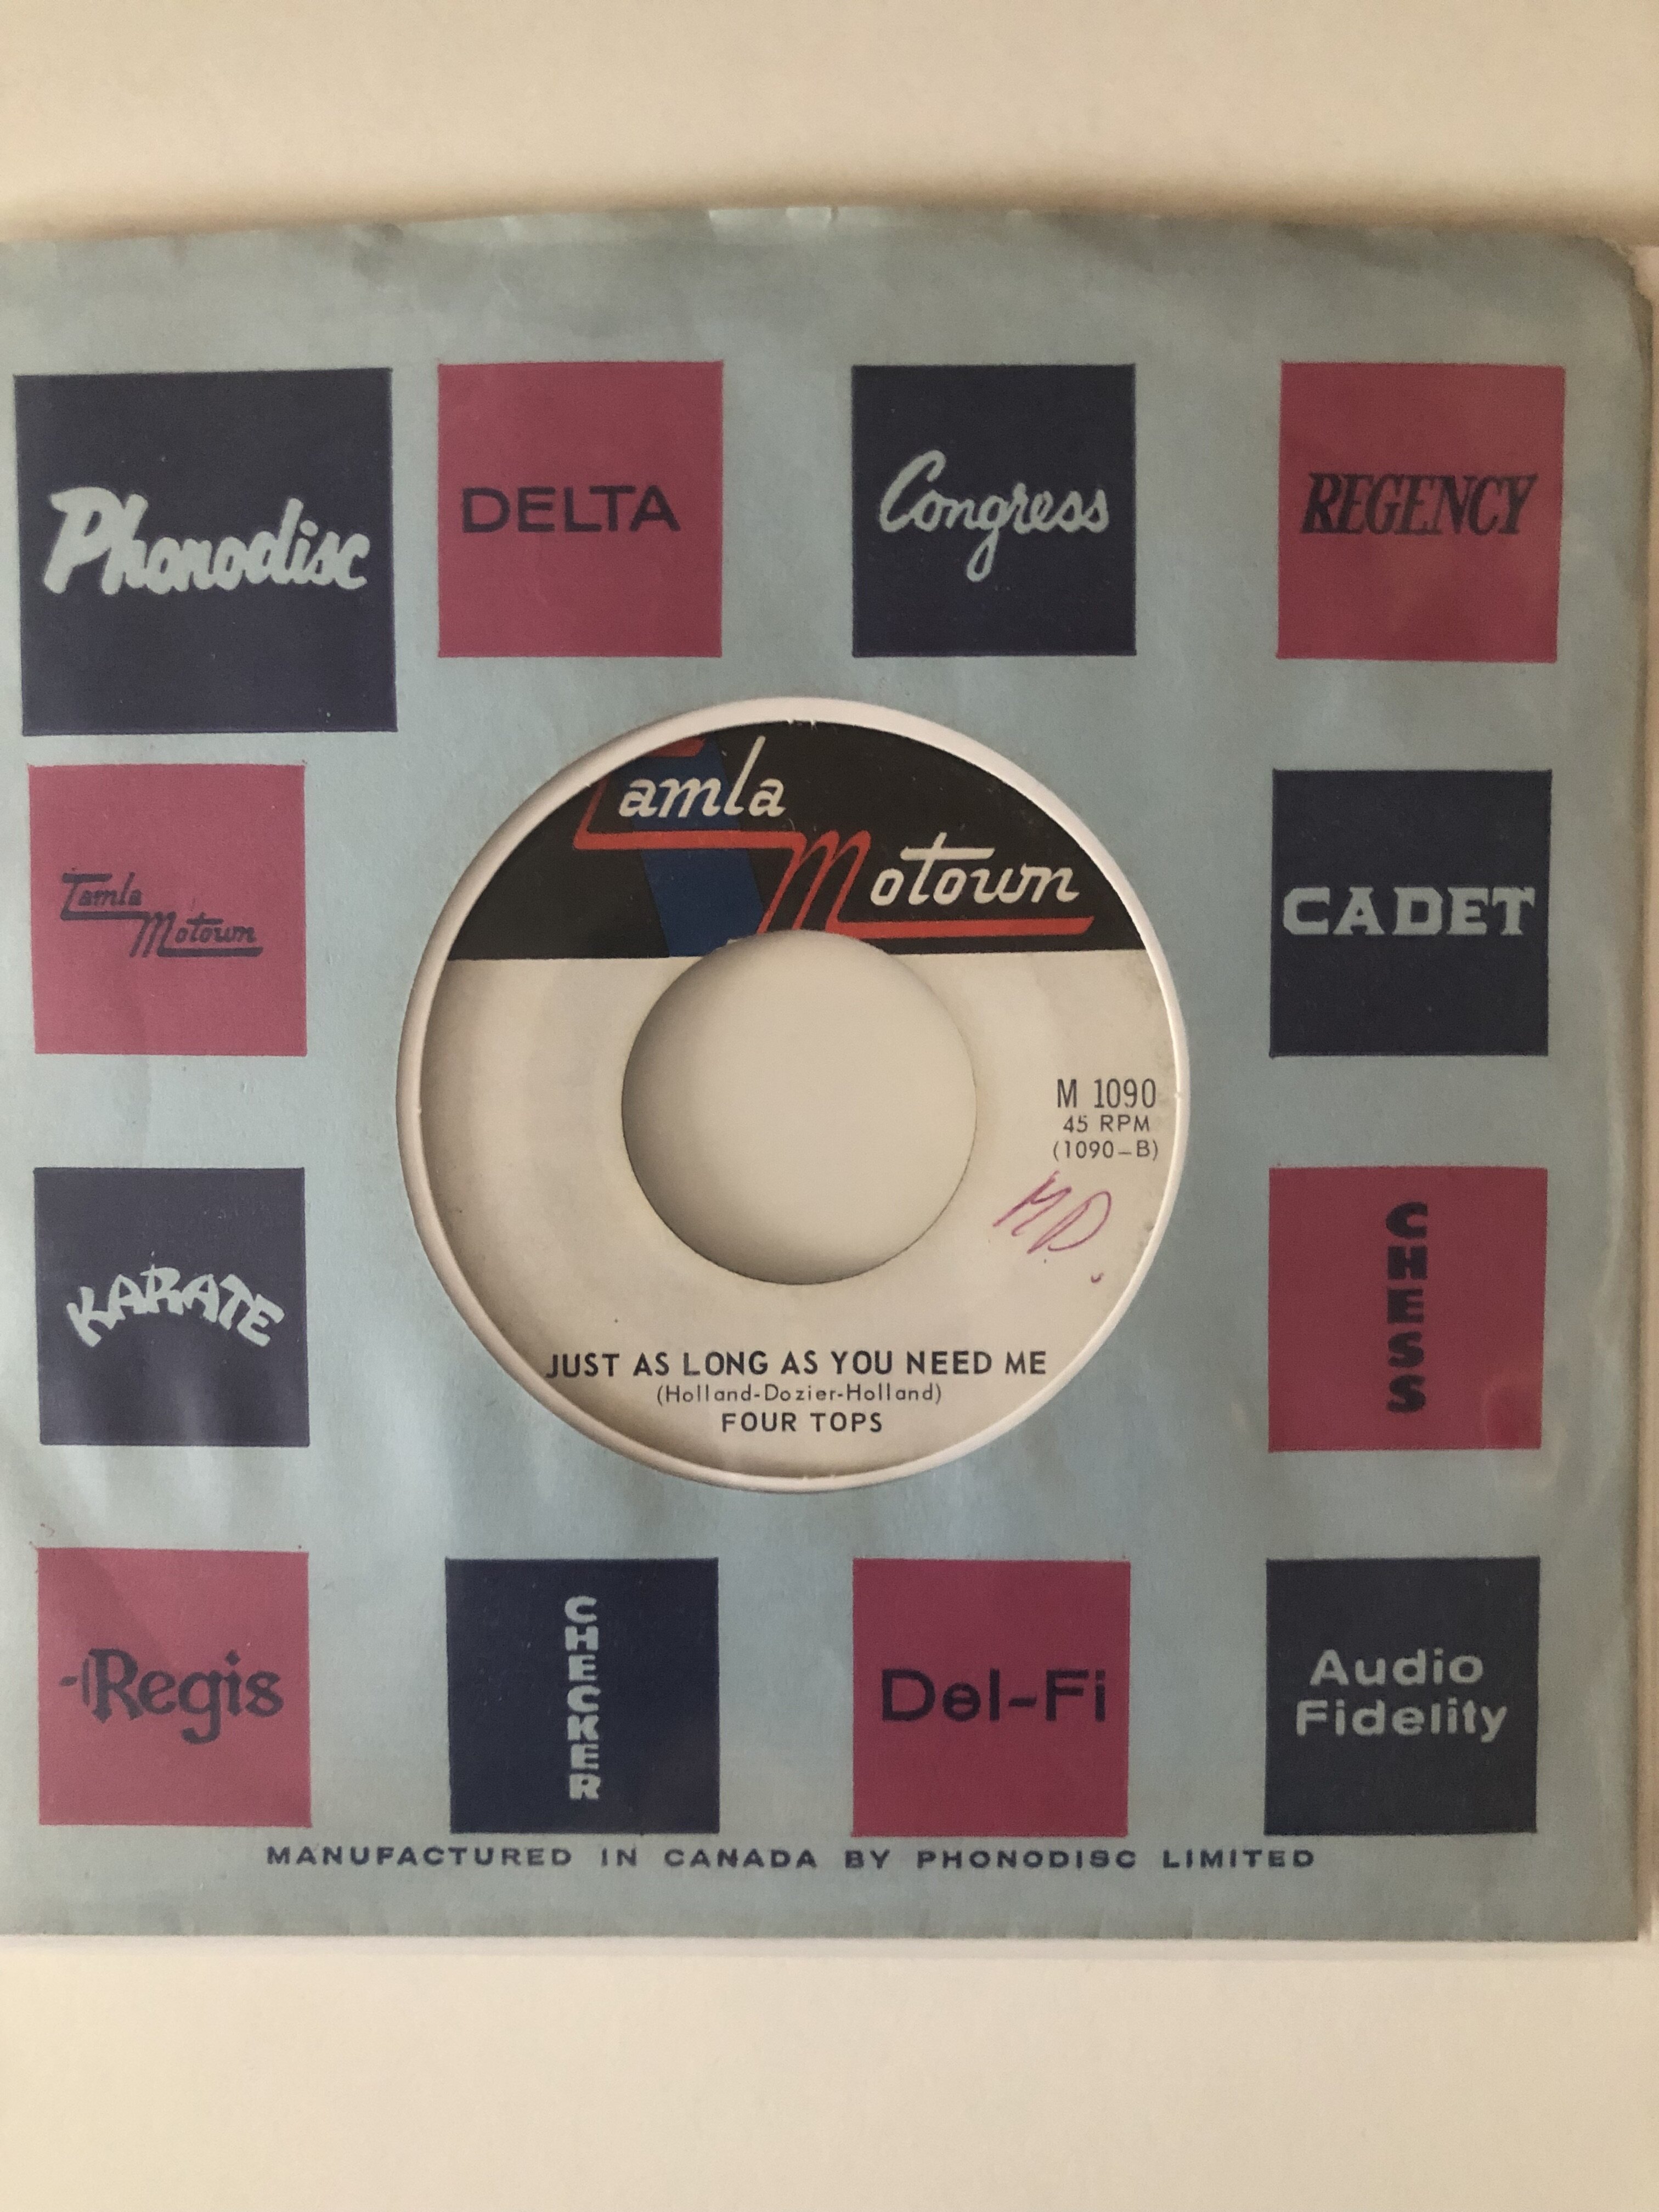 Phonodisc
DELTA
Congress
REGENCY
Tamla
Motown
Tamla
Motown
CADET
M 1090
45 RPM
(1090-B)
MD
KARATE
CHESS
JUST AS LONG AS YOU NEED ME
(Holland-Dozier-Holland)
FOUR TOPS
Regis
CHECKER
Del-Fi
Audio
Fidelity
MANUFACTURED IN CANADA BY PHONODISC LIMITED